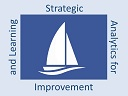 Strategic
Analytics for
Improvement
and Learning